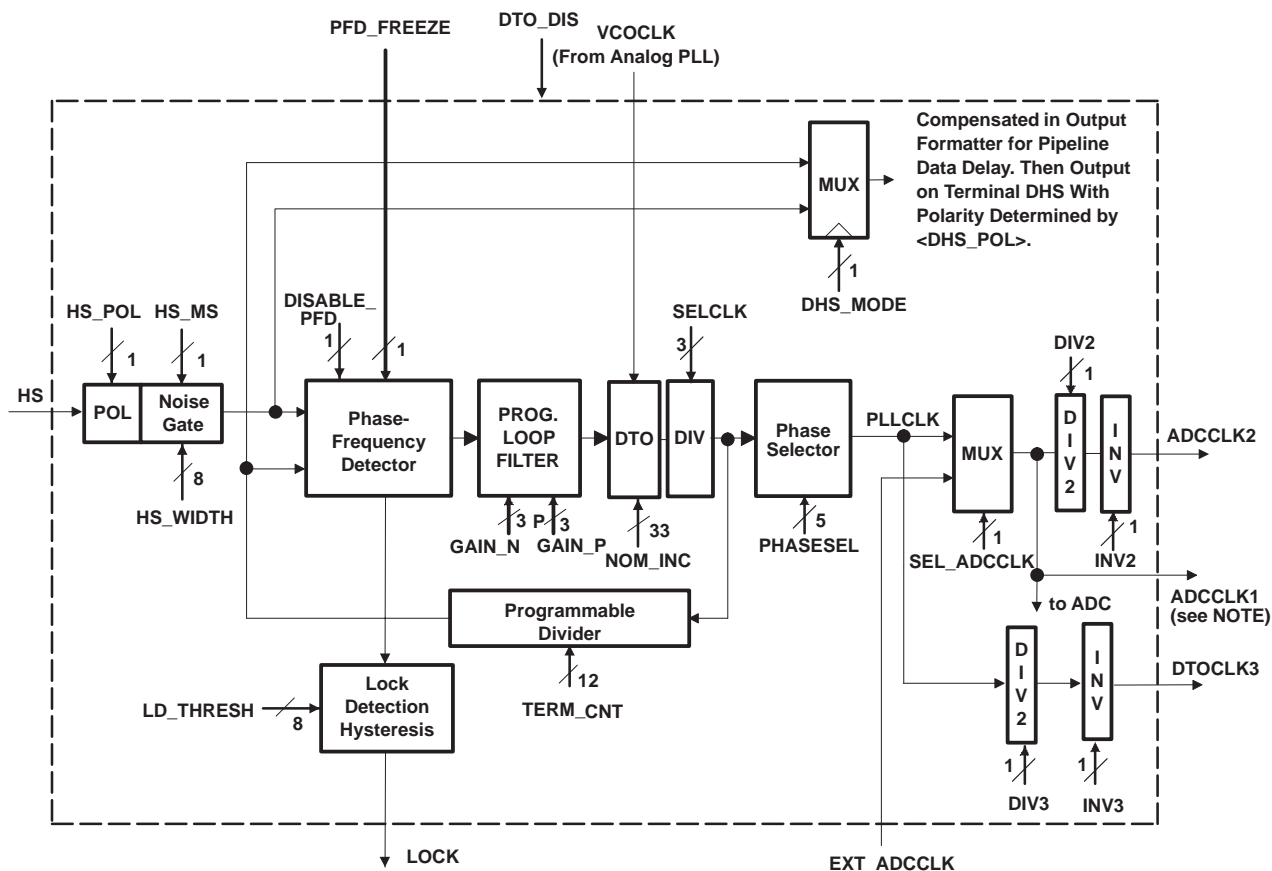 PFD_FREEZE
DTO_DIS
VCOCLK
(From Analog PLL)
Compensated in Output
Formatter for Pipeline
Data Delay. Then Output
on Terminal DHS With
Polarity Determined by
<DHS_POL>.
MUX
1
DHS_MODE
HS_POL
HS_MS
DISABLE_
PFD
SELCLK
DIV2
1
1
1
1
3
1
HS
POL
Noise
Gate
Phase-
Frequency
Detector
PROG.
LOOP
FILTER
DTO
DIV
Phase
Selector
PLLCLK
MUX
D
I
V
2
I
N
V
ADCCLK2
8
HS_WIDTH
3
GAIN_N
P
3
GAIN_P
33
NOM_INC
5
PHASESEL
1
SEL_ADCCLK
1
INV2
Programmable
Divider
to ADC
ADCCLK1
(see NOTE)
12
TERM_CNT
LD_THRESH
8
Lock
Detection
Hysteresis
D
I
V
2
I
N
V
DTOCLK3
1
DIV3
1
INV3
LOCK
EXT_ADCCLK